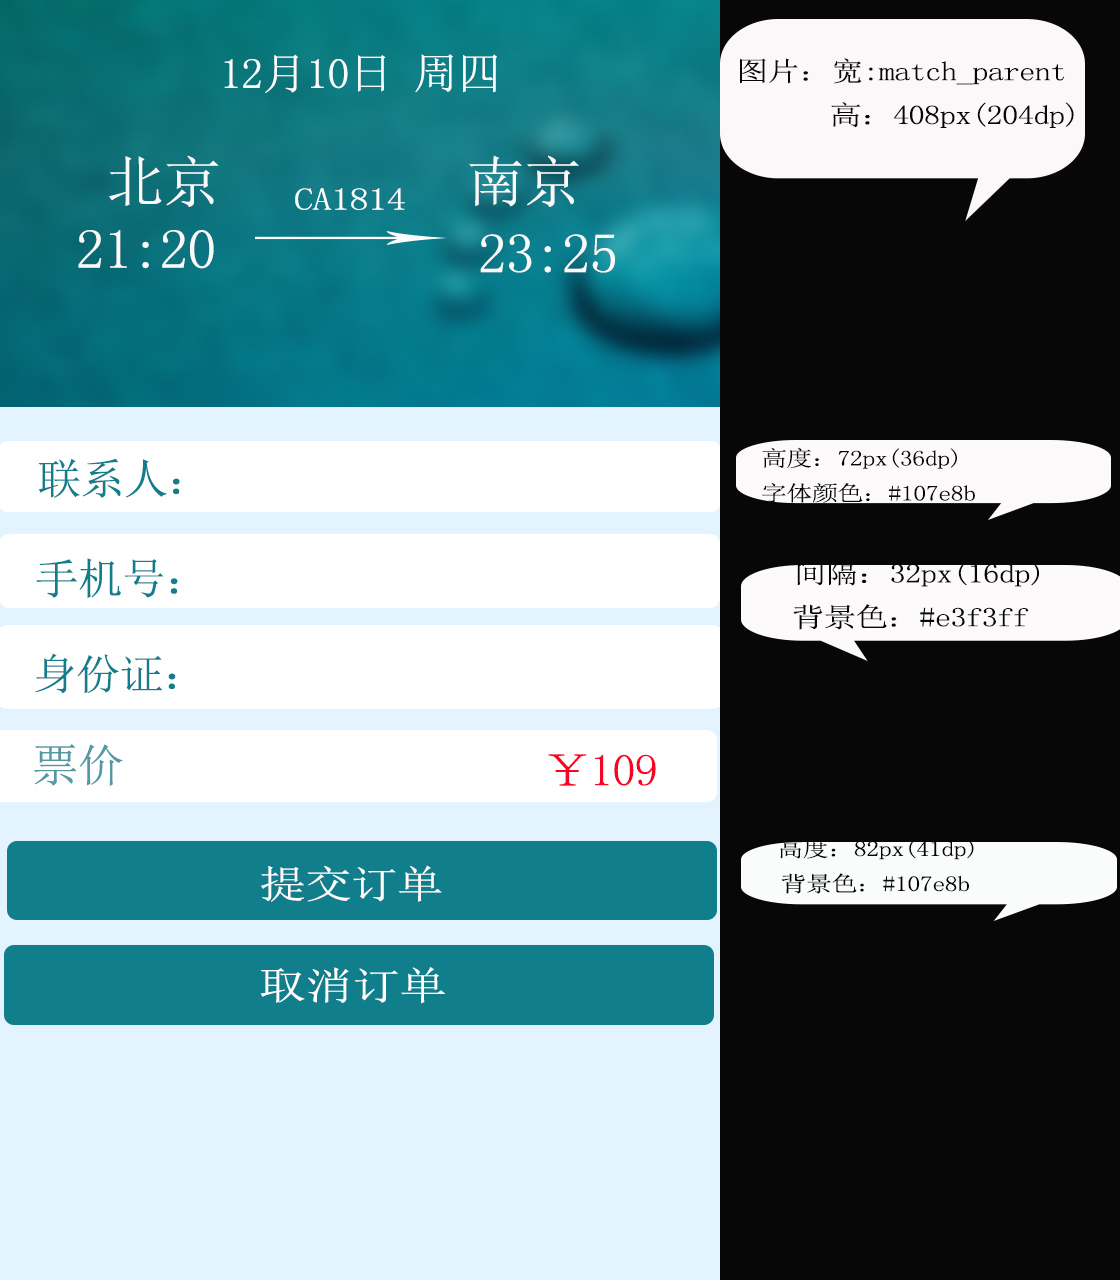 12月10日 周四
北京 CA1814 南京
21:20 23:25
联系人：
手机号：
身份证：
票价 ￥109
提交订单
取消订单
图片：宽:match_parent
高：408px(204dp)
高度：72px(36dp)
字体颜色：#107e8b
间隔：32px(16dp)
背景色：#e3f3ff
高度：82px(41dp)
背景色：#107e8b